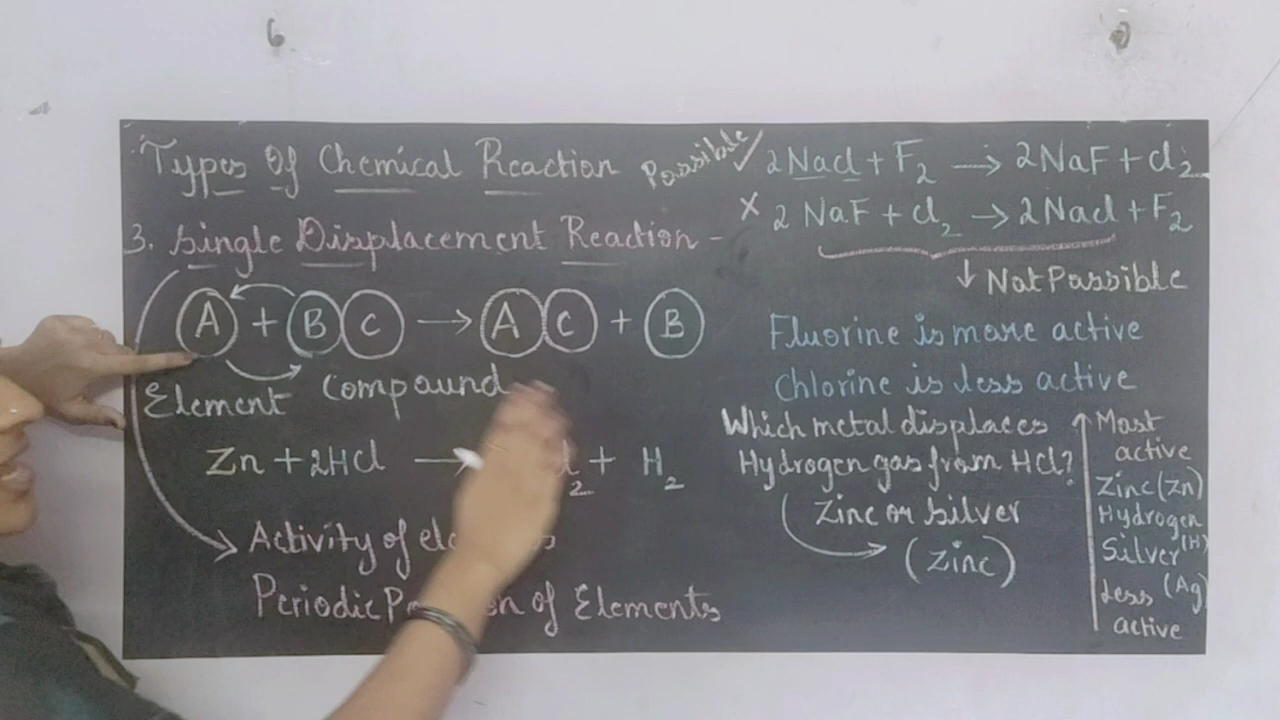 Types Of Chemical Reaction
3. Single Displacement Reaction -
A + B C → A C + B
Element Compound
Zn + 2HCl → + H2
Activity of
Periodic of Elements
Possible ✓ 2NaCl + F2 → 2NaF + Cl2
× 2 NaF + Cl2 → 2NaCl + F2
↓ Not Possible
Fluorine is more active
Chlorine is less active
Which metal displaces
Hydrogen gas from HCl?
Zinc or Silver
(Zinc)
Most
active
Zinc(Zn)
Hydrogen
(H)
Silver
(Ag)
Less
active